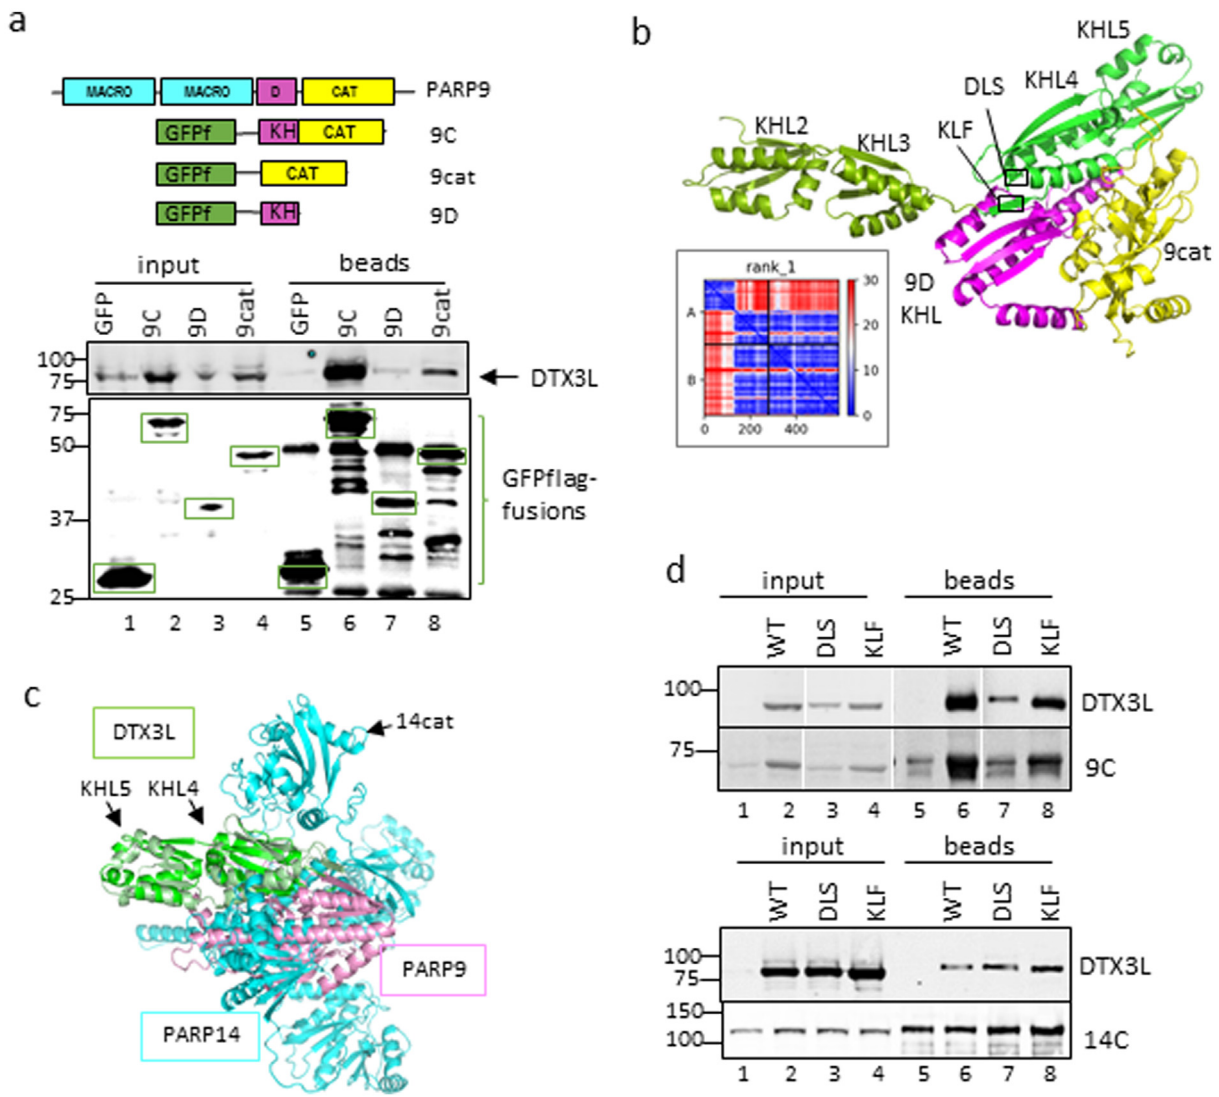 a
MACRO MACRO D CAT PARP9
GFPf KH CAT 9C
GFPf CAT 9cat
GFPf KH 9D
input beads
GFP 9C 9D 9cat GFP 9C 9D 9cat
100
75
DTX3L
75
50
37
25
GFPflag-
fusions
1 2 3 4 5 6 7 8
b
KHL5
KHL4
DLS
KLF
KHL2
KHL3
9D
KHL
9cat
rank_1
A
B
0 200 400
30
20
10
0
c
DTX3L
14cat
KHL5 KHL4
PARP9
PARP14
d
input beads
WT DLS KLF WT DLS KLF
100
DTX3L
75
9C
1 2 3 4 5 6 7 8
input beads
WT DLS KLF WT DLS KLF
100
75
DTX3L
150
100
14C
1 2 3 4 5 6 7 8